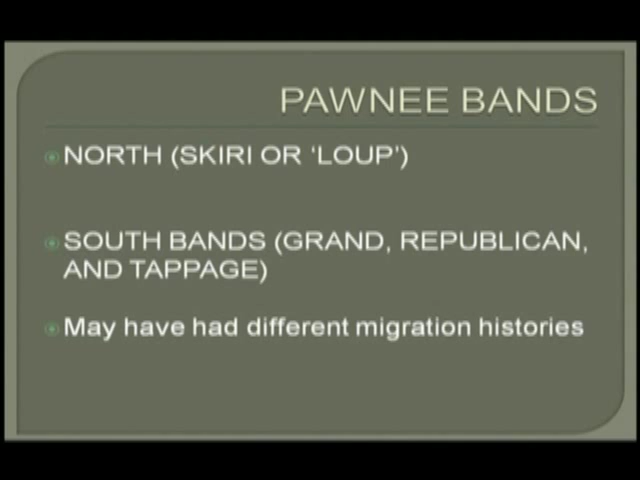 PAWNEE BANDS
NORTH (SKIRI OR ‘LOUP’)
SOUTH BANDS (GRAND, REPUBLICAN,
AND TAPPAGE)
May have had different migration histories